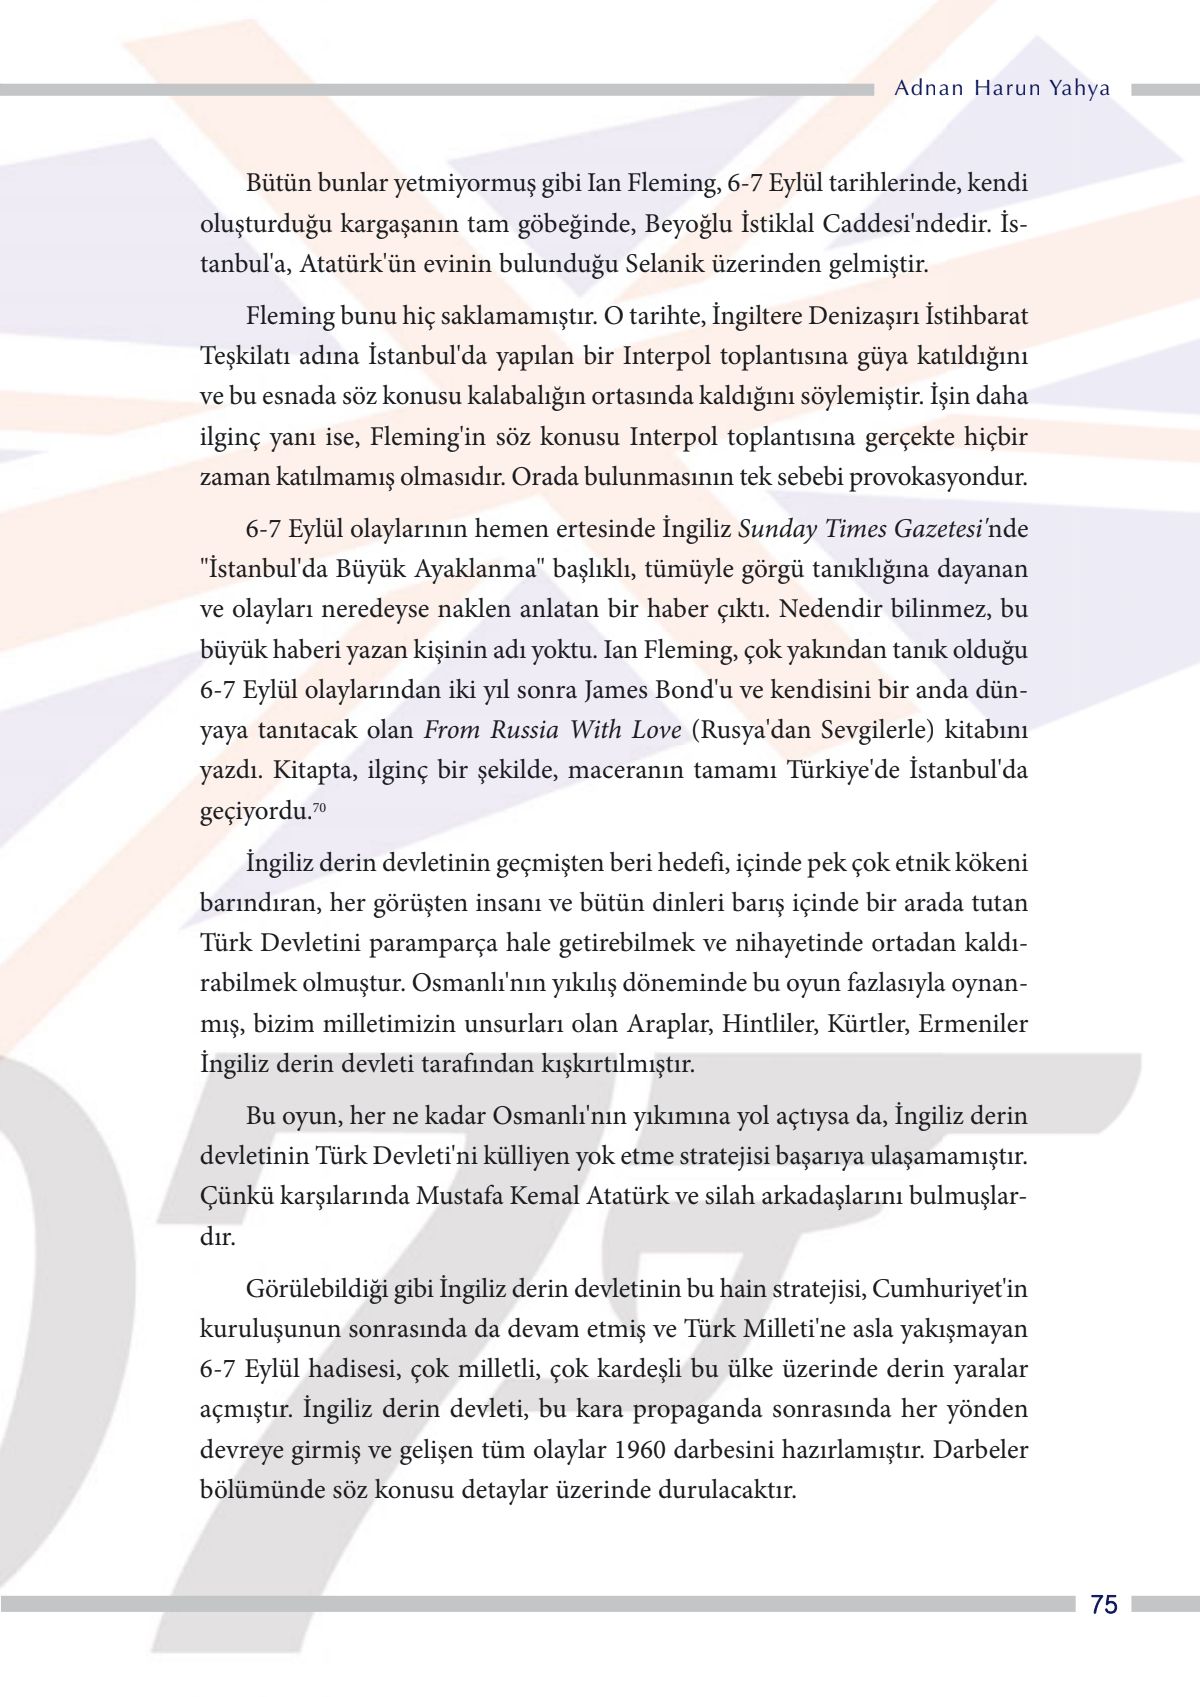 Adnan Harun Yahya
Bütün bunlar yetmiyormuş gibi Ian Fleming, 6-7 Eylül tarihlerinde, kendi
oluşturduğu kargaşanın tam göbeğinde, Beyoğlu İstiklal Caddesi'ndedir. İs-
tanbul'a, Atatürk'ün evinin bulunduğu Selanik üzerinden gelmiştir.
Fleming bunu hiç saklamamıştır. O tarihte, İngiltere Denizaşırı İstihbarat
Teşkilatı adına İstanbul'da yapılan bir Interpol toplantısına güya katıldığını
ve bu esnada söz konusu kalabalığın ortasında kaldığını söylemiştir. İşin daha
ilginç yanı ise, Fleming'in söz konusu Interpol toplantısına gerçekte hiçbir
zaman katılmamış olmasıdır. Orada bulunmasının tek sebebi provokasyondur.
6-7 Eylül olaylarının hemen ertesinde İngiliz Sunday Times Gazetesi'nde
"İstanbul'da Büyük Ayaklanma" başlıklı, tümüyle görgü tanıklığına dayanan
ve olayları neredeyse naklen anlatan bir haber çıktı. Nedendir bilinmez, bu
büyük haberi yazan kişinin adı yoktu. Ian Fleming, çok yakından tanık olduğu
6-7 Eylül olaylarından iki yıl sonra James Bond'u ve kendisini bir anda dün-
yaya tanıtacak olan From Russia With Love (Rusya'dan Sevgilerle) kitabını
yazdı. Kitapta, ilginç bir şekilde, maceranın tamamı Türkiye'de İstanbul'da
geçiyordu.70
İngiliz derin devletinin geçmişten beri hedefi, içinde pek çok etnik kökeni
barındıran, her görüşten insanı ve bütün dinleri barış içinde bir arada tutan
Türk Devletini paramparça hale getirebilmek ve nihayetinde ortadan kaldı-
rabilmek olmuştur. Osmanlı'nın yıkılış döneminde bu oyun fazlasıyla oynan-
mış, bizim milletimizin unsurları olan Araplar, Hintliler, Kürtler, Ermeniler
İngiliz derin devleti tarafından kışkırtılmıştır.
Bu oyun, her ne kadar Osmanlı'nın yıkımına yol açtıysa da, İngiliz derin
devletinin Türk Devleti'ni külliyen yok etme stratejisi başarıya ulaşamamıştır.
Çünkü karşılarında Mustafa Kemal Atatürk ve silah arkadaşlarını bulmuşlar-
dır.
Görülebildiği gibi İngiliz derin devletinin bu hain stratejisi, Cumhuriyet'in
kuruluşunun sonrasında da devam etmiş ve Türk Milleti'ne asla yakışmayan
6-7 Eylül hadisesi, çok milletli, çok kardeşli bu ülke üzerinde derin yaralar
açmıştır. İngiliz derin devleti, bu kara propaganda sonrasında her yönden
devreye girmiş ve gelişen tüm olaylar 1960 darbesini hazırlamıştır. Darbeler
bölümünde söz konusu detaylar üzerinde durulacaktır.
75